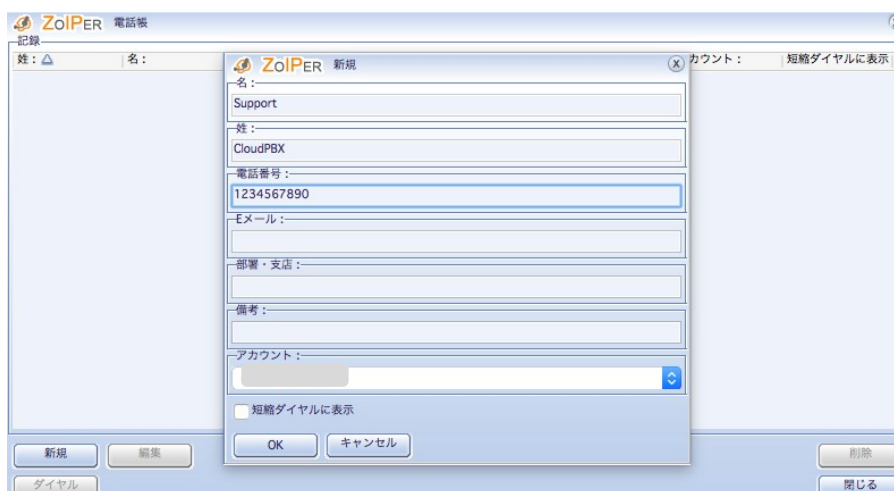 ZOIPER 電話帳
記録
姓： 名： カウント： 短縮ダイヤルに表示
ZOIPER 新規
名：
Support
姓：
CloudPBX
電話番号：
1234567890
Eメール：
部署・支店：
備考：
アカウント：
短縮ダイヤルに表示
OK キャンセル
新規 編集 削除
ダイヤル 閉じる